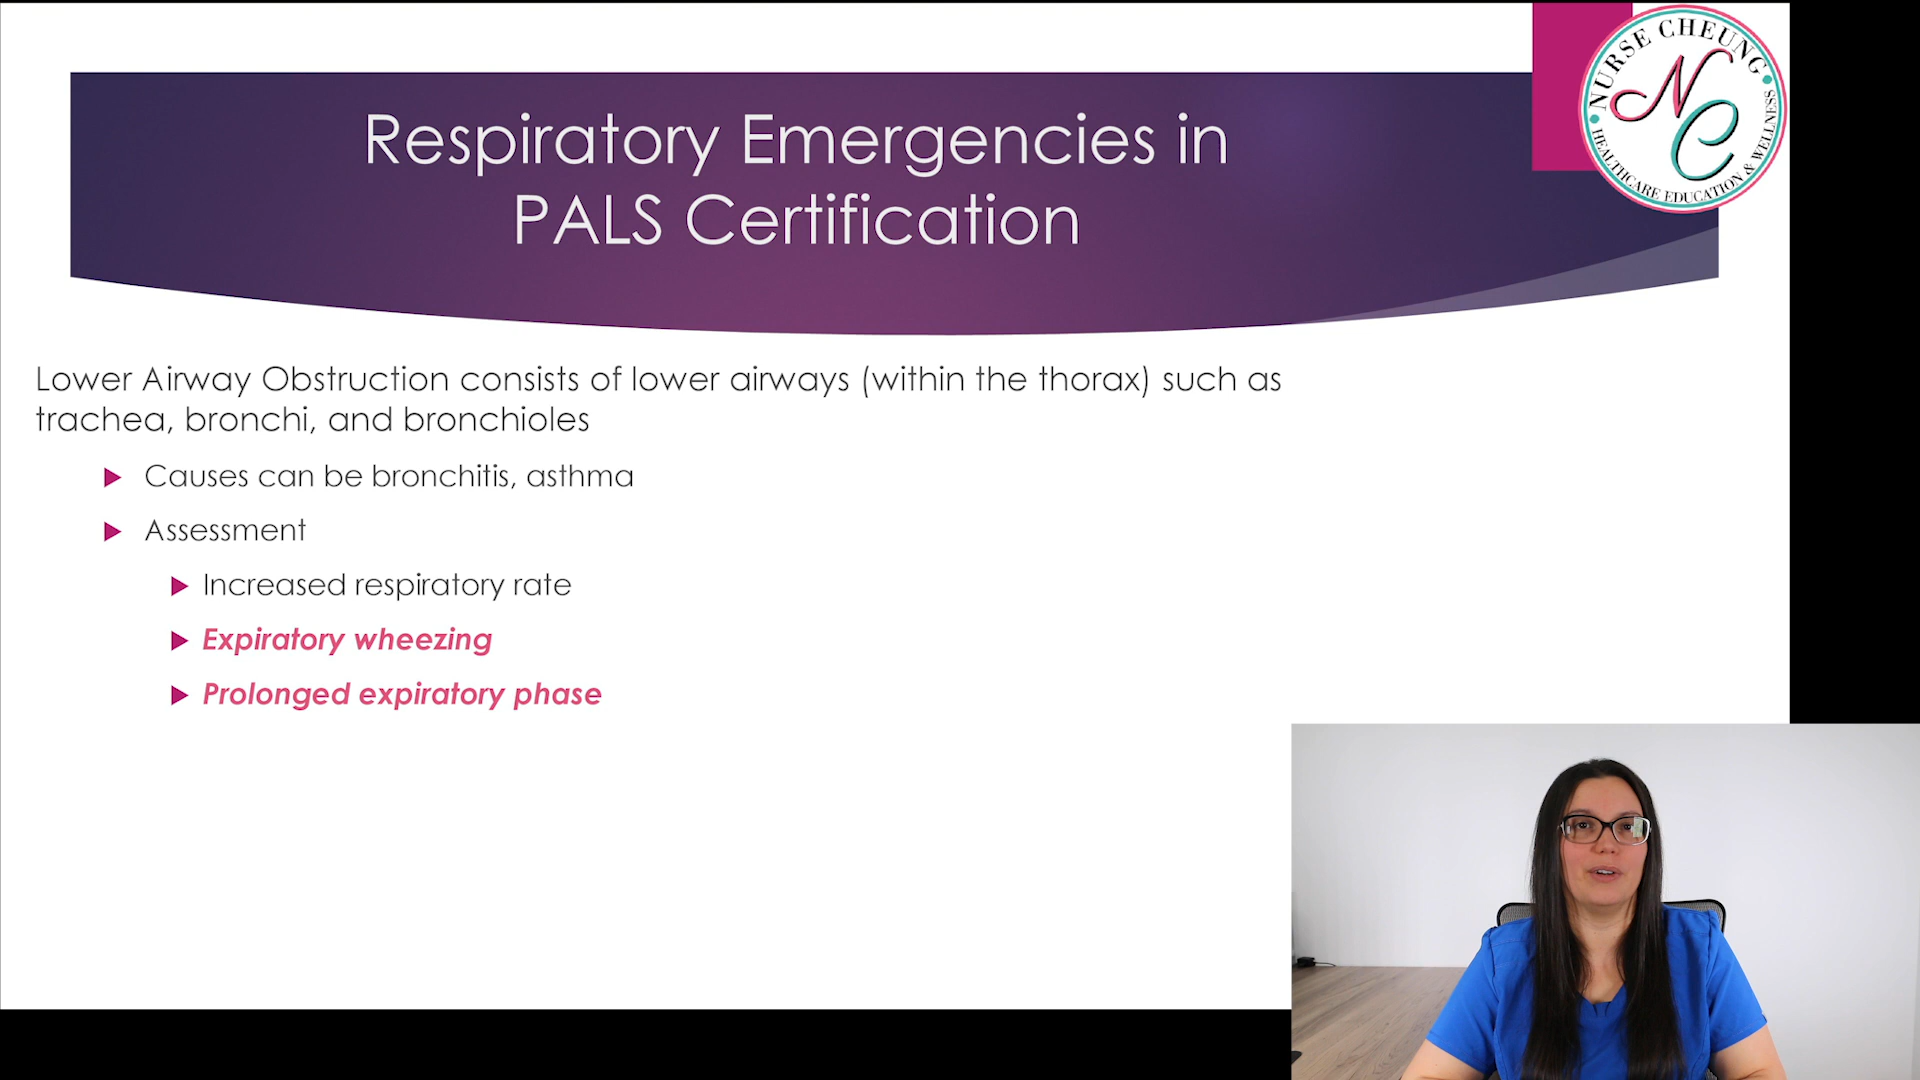 Respiratory Emergencies in
PALS Certification
NURSE CHEUNG
NC
HEALTHCARE EDUCATION & WELLNESS
Lower Airway Obstruction consists of lower airways (within the thorax) such as
trachea, bronchi, and bronchioles
Causes can be bronchitis, asthma
Assessment
Increased respiratory rate
Expiratory wheezing
Prolonged expiratory phase